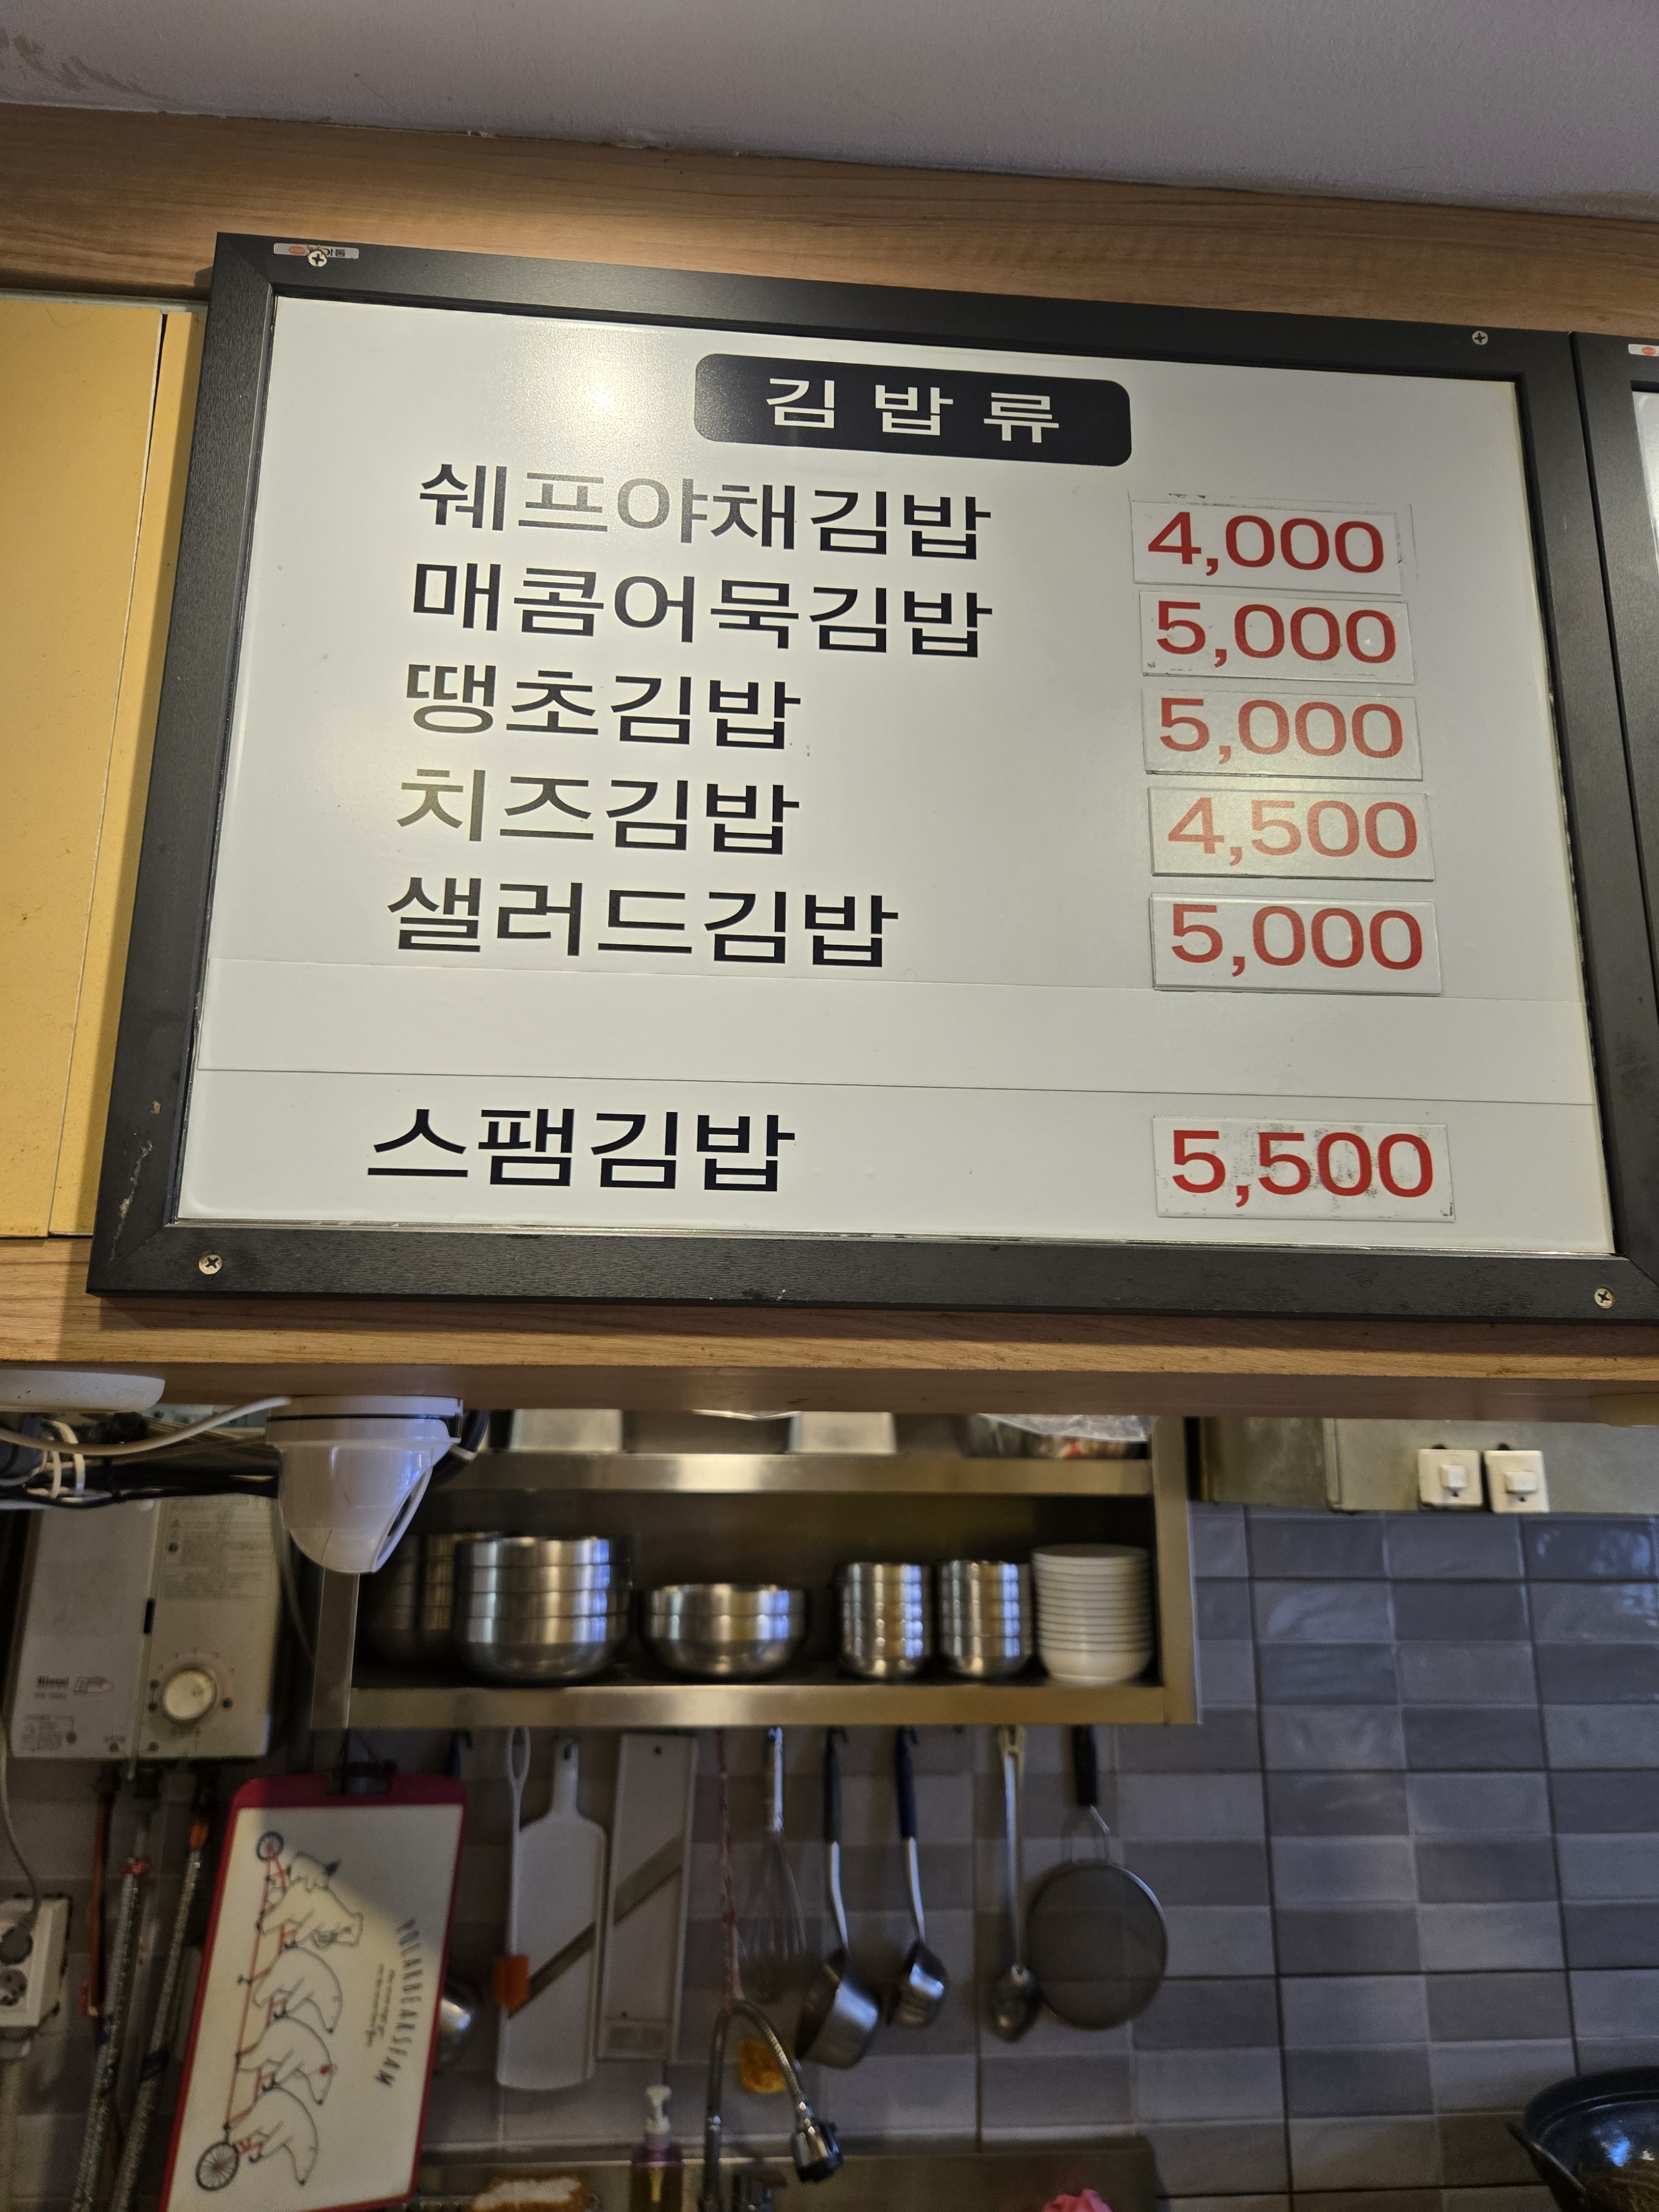 김밥류
쉐프야채김밥 4,000
매콤어묵김밥 5,000
땡초김밥 5,000
치즈김밥 4,500
샐러드김밥 5,000
스팸김밥 5,500
Rinnai
POLARBEARSTEAM